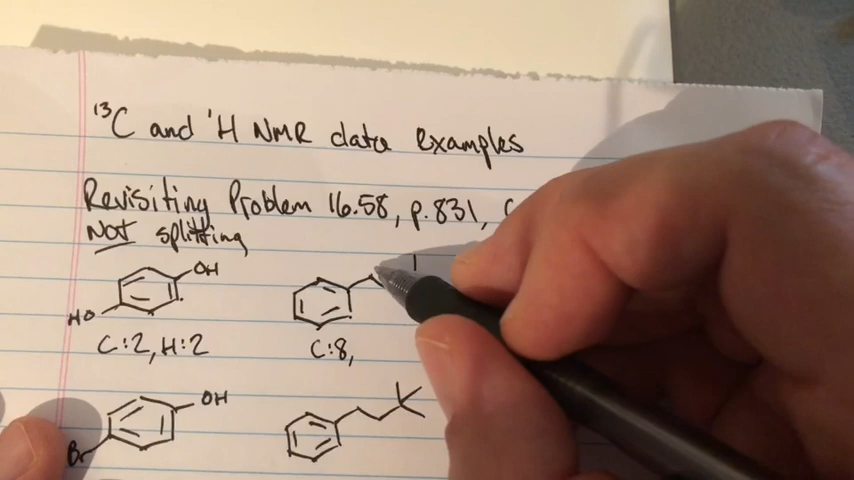 ¹³C and ¹H NMR data examples
Revisiting Problem 16.58, p.831,
NOT splitting
OH
HO
C:2, H:2
C:8,
OH
Br